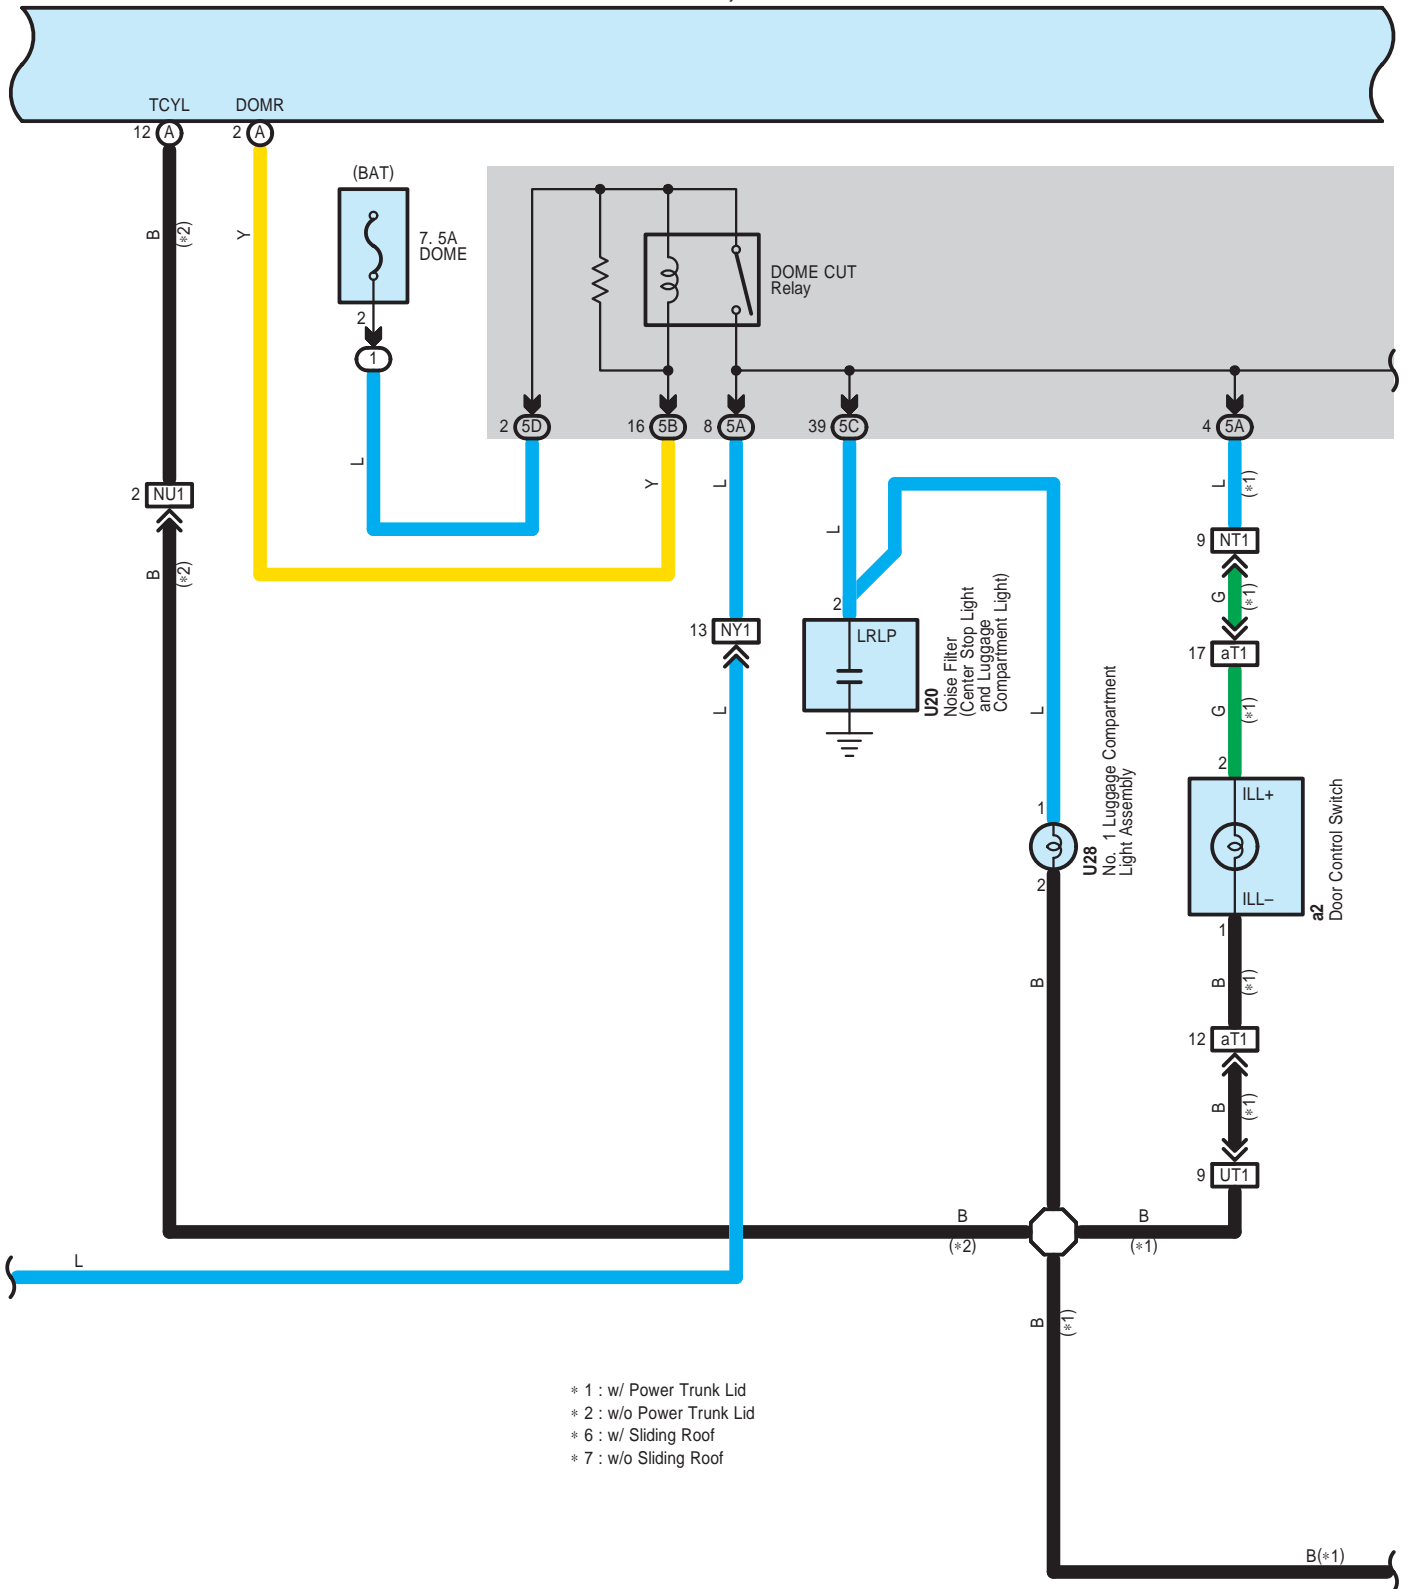 TCYL
DOMR
12 A
2 A
B
(*2)
Y
(BAT)
7. 5A
DOME
2
1
DOME CUT
Relay
2 5D
16 5B
8 5A
39 5C
4 5A
L
Y
L
L
L
(*1)
2 NU1
B
(*2)
9 NT1
G
(*1)
13 NY1
2
LRLP
U20
Noise Filter
(Center Stop Light
and Luggage
Compartment Light)
17 aT1
L
L
G
(*1)
2
ILL+
ILL–
1
a2
Door Control Switch
1
2
U28
No. 1 Luggage Compartment
Light Assembly
B
B
(*1)
12 aT1
B
(*1)
9 UT1
B
(*2)
B
(*1)
L
B
(*1)
* 1 : w/ Power Trunk Lid
* 2 : w/o Power Trunk Lid
* 6 : w/ Sliding Roof
* 7 : w/o Sliding Roof
B(*1)